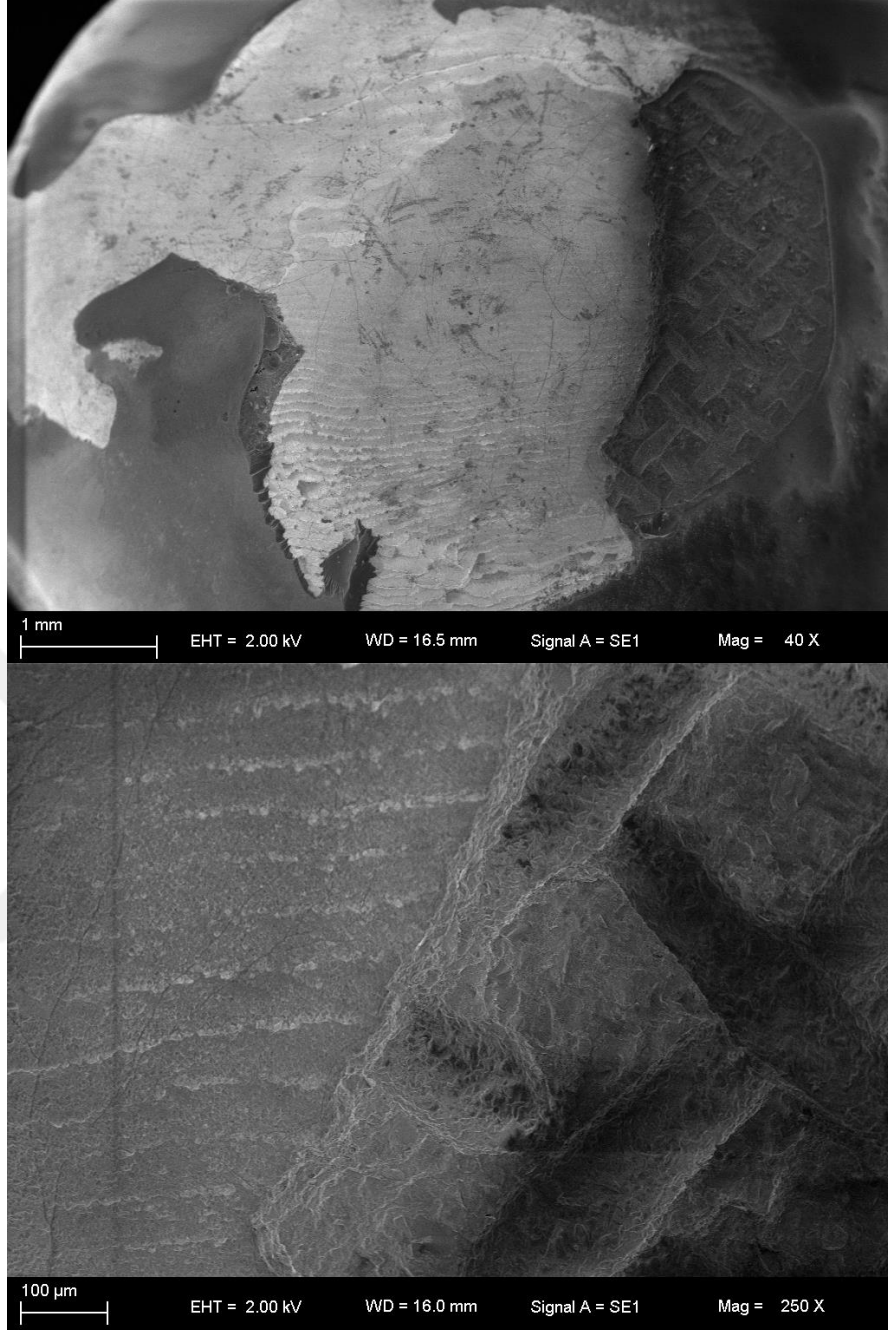 1 mm
EHT = 2.00 kV WD = 16.5 mm Signal A = SE1 Mag = 40 X
100 µm
EHT = 2.00 kV WD = 16.0 mm Signal A = SE1 Mag = 250 X